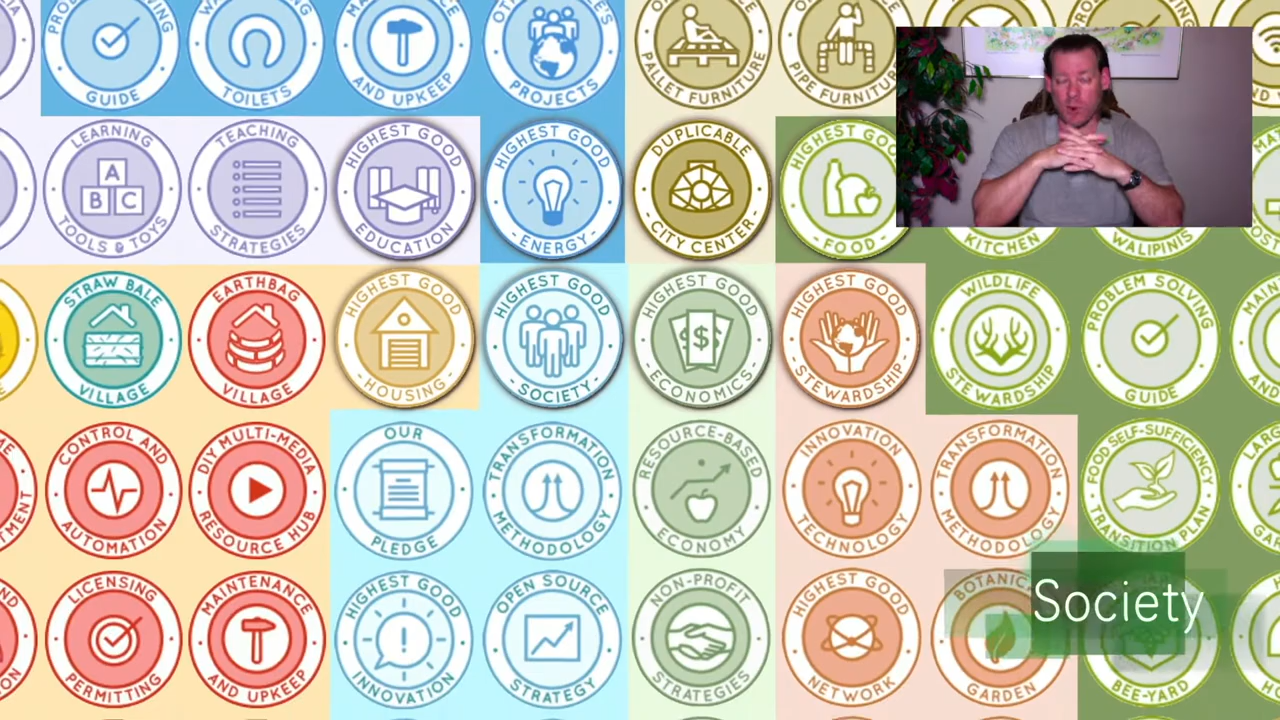 GUIDE
TOILETS
AND UPKEEP
PROJECTS
PALLET FURNITURE
PIPE FURNITURE
LEARNING
TOOLS & TOYS
ABC
TEACHING
STRATEGIES
HIGHEST GOOD
EDUCATION
HIGHEST GOOD
-ENERGY-
DUPLICABLE
-CITY CENTER-
HIGHEST GOOD
-FOOD-
KITCHEN
WALIPINIS
STRAW BALE
VILLAGE
EARTHBAG
VILLAGE
HIGHEST GOOD
-HOUSING-
HIGHEST GOOD
-SOCIETY-
HIGHEST GOOD
-ECONOMICS-
$
HIGHEST GOOD
STEWARDSHIP
WILDLIFE
STEWARDSHIP
PROBLEM SOLVING
GUIDE
CONTROL AND
AUTOMATION
DIY MULTI-MEDIA
RESOURCE HUB
OUR
PLEDGE
TRANSFORMATION
METHODOLOGY
RESOURCE-BASED
ECONOMY
INNOVATION
TECHNOLOGY
TRANSFORMATION
METHODOLOGY
FOOD SELF-SUFFICIENCY
TRANSITION PLAN
LICENSING
PERMITTING
MAINTENANCE
AND UPKEEP
HIGHEST GOOD
INNOVATION
OPEN SOURCE
STRATEGY
NON-PROFIT
STRATEGIES
HIGHEST GOOD
NETWORK
GARDEN
BEE-YARD
Society